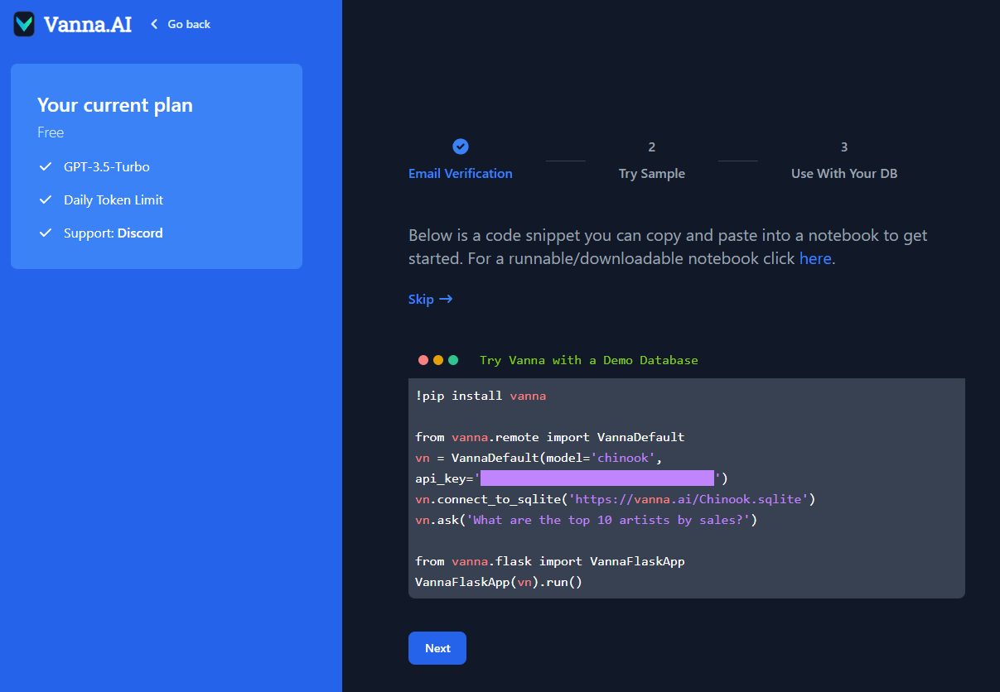 Vanna.AI
Go back
Your current plan
Free
GPT-3.5-Turbo
Daily Token Limit
Support: Discord
Email Verification
2
Try Sample
3
Use With Your DB
Below is a code snippet you can copy and paste into a notebook to get
started. For a runnable/downloadable notebook click here.
Skip →
Try Vanna with a Demo Database
!pip install vanna
from vanna.remote import VannaDefault
vn = VannaDefault(model='chinook',
api_key='')
vn.connect_to_sqlite('https://vanna.ai/Chinook.sqlite')
vn.ask('What are the top 10 artists by sales?')
from vanna.flask import VannaFlaskApp
VannaFlaskApp(vn).run()
Next